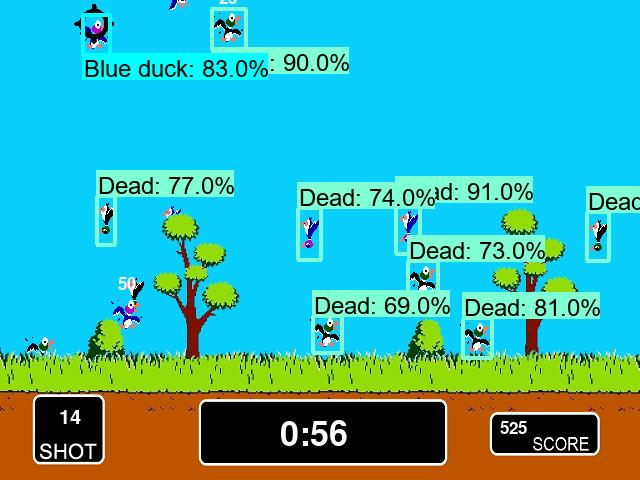 25
: 90.0%
Blue duck: 83.0%
Dead: 77.0%
Dead: 74.0%
ad: 91.0%
Dead
Dead: 73.0%
50
Dead: 69.0%
Dead: 81.0%
14
SHOT
0:56
525
SCORE